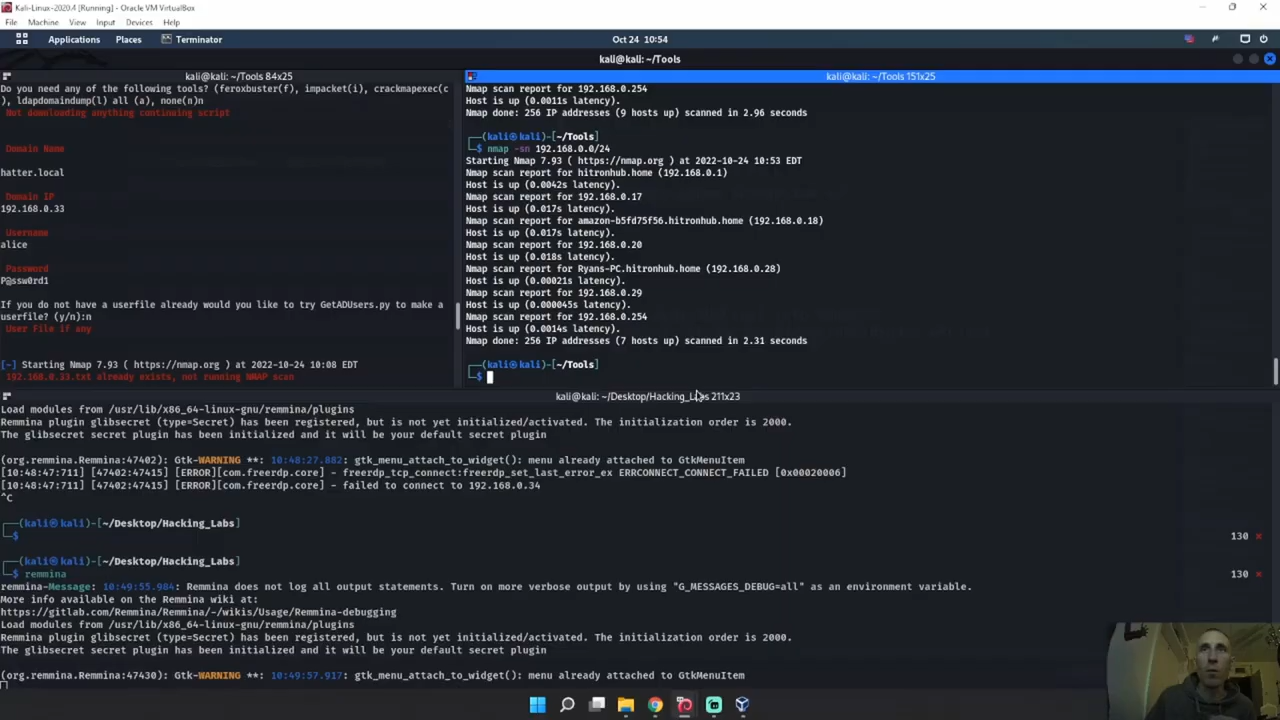 Kali-Linux-2020.4 [Running] - Oracle VM VirtualBox
File Machine View Input Devices Help
Applications Places Terminator Oct 24 10:54
kali@kali: ~/Tools
kali@kali: ~/Tools 84x25
Do you need any of the following tools? (feroxbuster(f), impacket(i), crackmapexec(c
), ldapdomaindump(l) all (a), none(n)n
Not downloading anything continuing script
Domain Name
hatter.local
Domain IP
192.168.0.33
Username
alice
Password
P@ssw0rd1
If you do not have a userfile already would you like to try GetADUsers.py to make a
userfile? (y/n):n
User File if any
[-] Starting Nmap 7.93 ( https://nmap.org ) at 2022-10-24 10:08 EDT
192.168.0.33.txt already exists, not running NMAP scan
kali@kali: ~/Tools 151x25
Nmap scan report for 192.168.0.254
Host is up (0.0011s latency).
Nmap done: 256 IP addresses (9 hosts up) scanned in 2.96 seconds
┌──(kali㉿kali)-[~/Tools]
└─$ nmap -sn 192.168.0.0/24
Starting Nmap 7.93 ( https://nmap.org ) at 2022-10-24 10:53 EDT
Nmap scan report for hitronhub.home (192.168.0.1)
Host is up (0.0042s latency).
Nmap scan report for 192.168.0.17
Host is up (0.017s latency).
Nmap scan report for amazon-b5fd75f56.hitronhub.home (192.168.0.18)
Host is up (0.017s latency).
Nmap scan report for 192.168.0.20
Host is up (0.018s latency).
Nmap scan report for Ryans-PC.hitronhub.home (192.168.0.28)
Host is up (0.00021s latency).
Nmap scan report for 192.168.0.29
Host is up (0.000045s latency).
Nmap scan report for 192.168.0.254
Host is up (0.0014s latency).
Nmap done: 256 IP addresses (7 hosts up) scanned in 2.31 seconds
┌──(kali㉿kali)-[~/Tools]
└─$
kali@kali: ~/Desktop/Hacking_Labs 211x23
Load modules from /usr/lib/x86_64-linux-gnu/remmina/plugins
Remmina plugin glibsecret (type=Secret) has been registered, but is not yet initialized/activated. The initialization order is 2000.
The glibsecret secret plugin has been initialized and it will be your default secret plugin
(org.remmina.Remmina:47402): Gtk-WARNING **: 10:48:27.882: gtk_menu_attach_to_widget(): menu already attached to GtkMenuItem
[10:48:47:711] [47402:47415] [ERROR][com.freerdp.core] - freerdp_tcp_connect:freerdp_set_last_error_ex ERRCONNECT_CONNECT_FAILED [0x00020006]
[10:48:47:711] [47402:47415] [ERROR][com.freerdp.core] - failed to connect to 192.168.0.34
^C
┌──(kali㉿kali)-[~/Desktop/Hacking_Labs]
└─$ 130 ⨯
┌──(kali㉿kali)-[~/Desktop/Hacking_Labs]
└─$ remmina 130 ⨯
remmina-Message: 10:49:55.984: Remmina does not log all output statements. Turn on more verbose output by using "G_MESSAGES_DEBUG=all" as an environment variable.
More info available on the Remmina wiki at:
https://gitlab.com/Remmina/Remmina/-/wikis/Usage/Remmina-debugging
Load modules from /usr/lib/x86_64-linux-gnu/remmina/plugins
Remmina plugin glibsecret (type=Secret) has been registered, but is not yet initialized/activated. The initialization order is 2000.
The glibsecret secret plugin has been initialized and it will be your default secret plugin
(org.remmina.Remmina:47430): Gtk-WARNING **: 10:49:57.917: gtk_menu_attach_to_widget(): menu already attached to GtkMenuItem